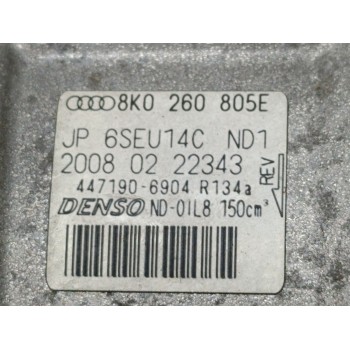 8K0 260 805E
JP 6SEU14C ND1
2008 02 22343
447190-6904 R134a
DENSO ND-OIL8 150cm³
REV